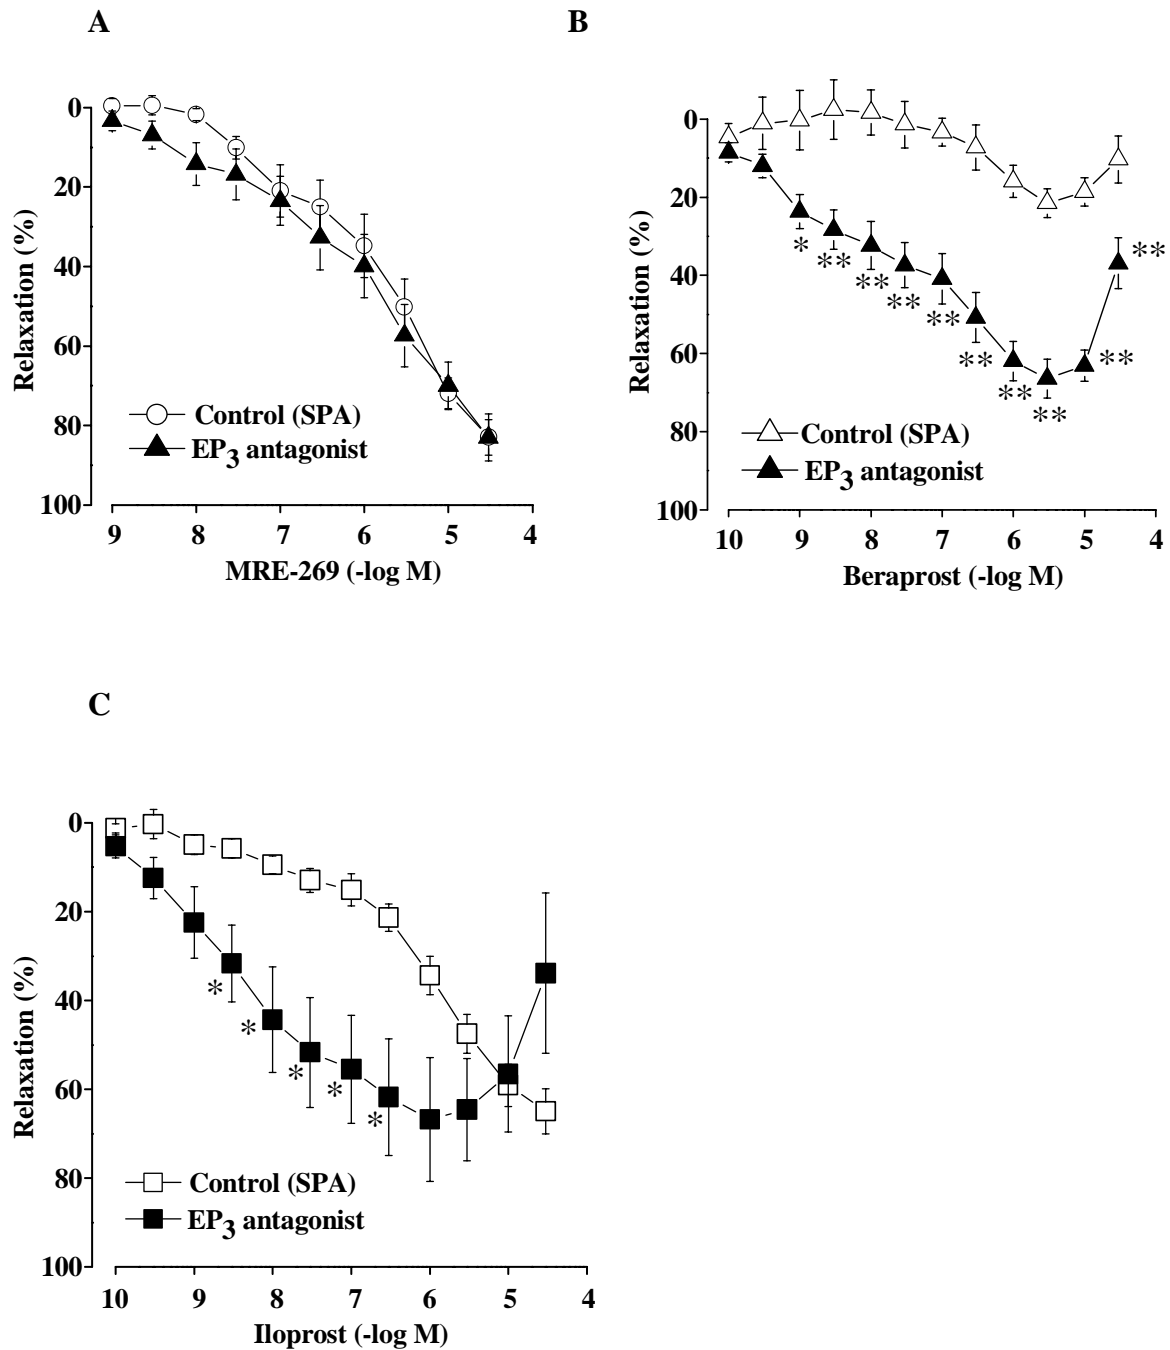 A
0
20
40
60
80
100
Relaxation (%)
Control (SPA)
EP3 antagonist
9 8 7 6 5 4
MRE-269 (-log M)
B
0
20
40
60
80
100
Relaxation (%)
*
**
**
**
**
**
**
**
**
**
Control (SPA)
EP3 antagonist
10 9 8 7 6 5 4
Beraprost (-log M)
C
0
20
40
60
80
100
Relaxation (%)
*
*
*
*
*
Control (SPA)
EP3 antagonist
10 9 8 7 6 5 4
Iloprost (-log M)